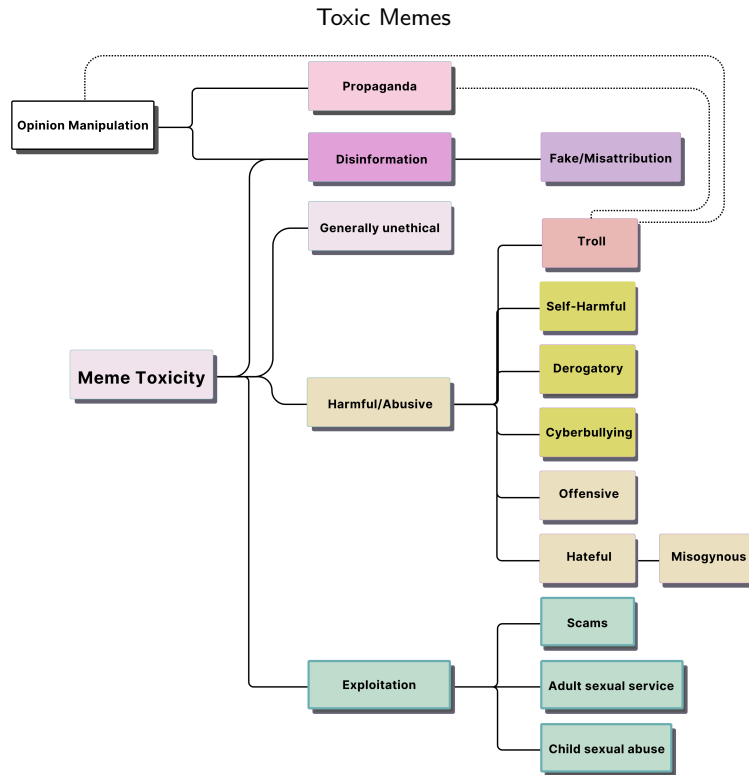 Toxic Memes
Propaganda
Opinion Manipulation
Disinformation
Fake/Misattribution
Generally unethical
Troll
Self-Harmful
Meme Toxicity
Derogatory
Harmful/Abusive
Cyberbullying
Offensive
Hateful
Misogynous
Scams
Exploitation
Adult sexual service
Child sexual abuse